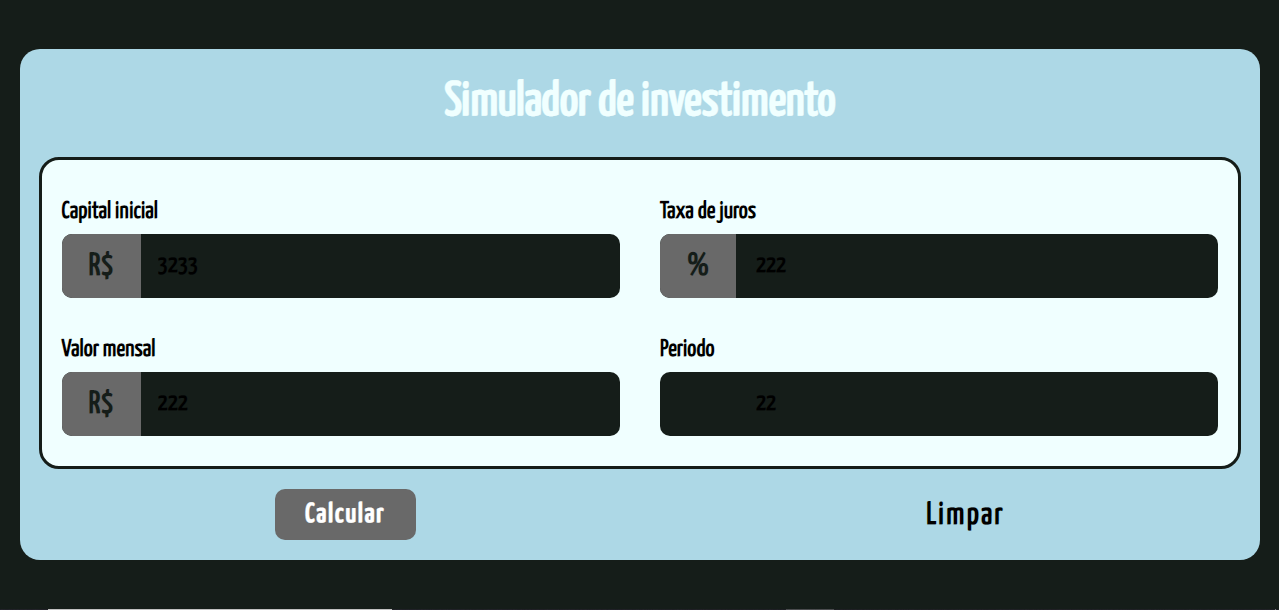 Simulador de investimento
Capital inicial
R$ 3233
Taxa de juros
% 222
Valor mensal
R$ 222
Periodo
22
Calcular
Limpar